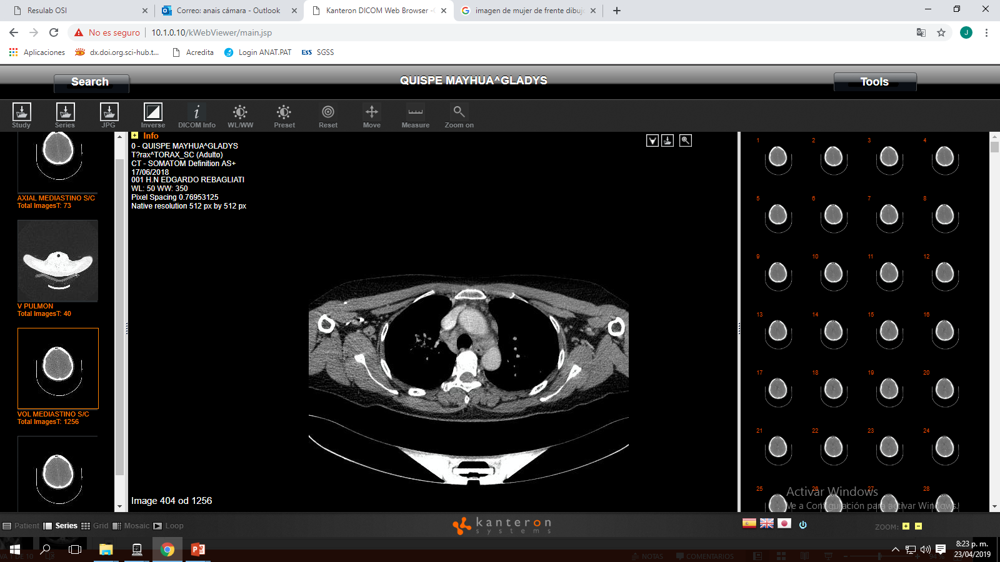 Resulab OSI
Correo: anais cámara - Outlook
Kanteron DICOM Web Browser -
imagen de mujer de frente dibuj
No es seguro
10.1.0.10/kWebViewer/main.jsp
J
Aplicaciones
dx.doi.org.sci-hub.t...
Acredita
Login ANAT.PAT
EsS SGSS
Search
QUISPE MAYHUA^GLADYS
Tools
Study
Series
JPG
Inverse
DICOM Info
WL/WW
Preset
Reset
Move
Measure
Zoom on
AXIAL MEDIASTINO S/C
Total ImagesT: 73
V PULMON
Total ImagesT: 40
VOL MEDIASTINO S/C
Total ImagesT: 1256
Info
0 - QUISPE MAYHUA^GLADYS
T?rax^TORAX_SC (Adulto)
CT - SOMATOM Definition AS+
17/06/2018
001 H.N EDGARDO REBAGLIATI
WL: 50 WW: 350
Pixel Spacing 0.76953125
Native resolution 512 px by 512 px
Image 404 od 1256
1 2 3 4
5 6 7 8
9 10 11 12
13 14 15 16
17 18 19 20
21 22 23 24
25 26 27 28
Activar Windows
Ve a Configuración para activar Windows.
Patient
Series
Grid
Mosaic
Loop
kanteron
systems
ZOOM:
VA 1 DE 10
NOTAS
COMENTARIOS
8:23 p. m.
23/04/2019